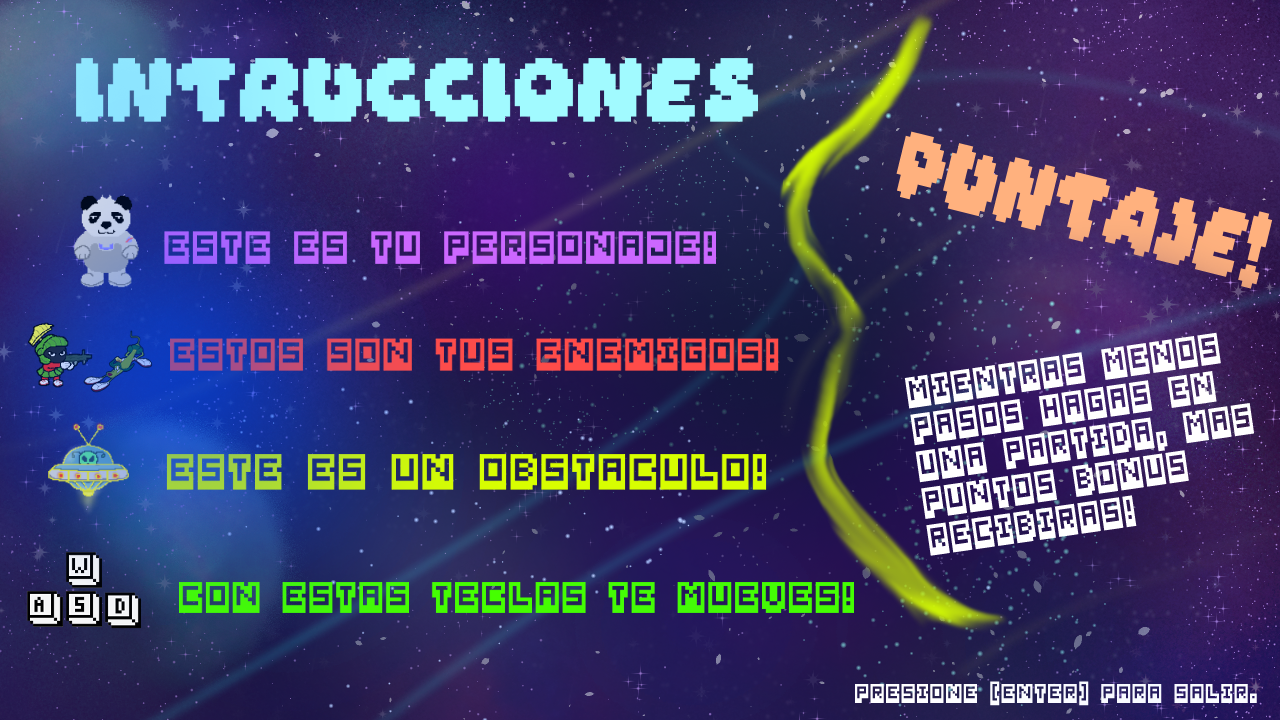 INTRUCCIONES
ESTE ES TU PERSONAJE!
ESTOS SON TUS ENEMIGOS!
ESTE ES UN OBSTACULO!
W
A S D
CON ESTAS TECLAS TE MUEVES!
PUNTAJE!
MIENTRAS MENOS
PASOS HAGAS EN
UNA PARTIDA, MAS
PUNTOS BONUS
RECIBIRAS!
PRESIONE [ENTER] PARA SALIR.